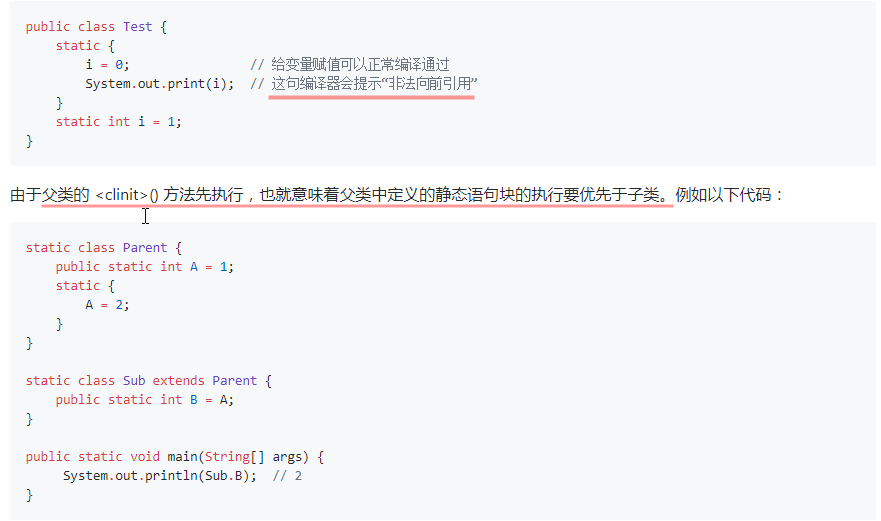 public class Test {
    static {
        i = 0;                // 给变量赋值可以正常编译通过
        System.out.print(i);  // 这句编译器会提示“非法向前引用”
    }
    static int i = 1;
}
由于父类的 <clinit>() 方法先执行，也就意味着父类中定义的静态语句块的执行要优先于子类。例如以下代码：
static class Parent {
    public static int A = 1;
    static {
        A = 2;
    }
}
static class Sub extends Parent {
    public static int B = A;
}
public static void main(String[] args) {
     System.out.println(Sub.B);  // 2
}